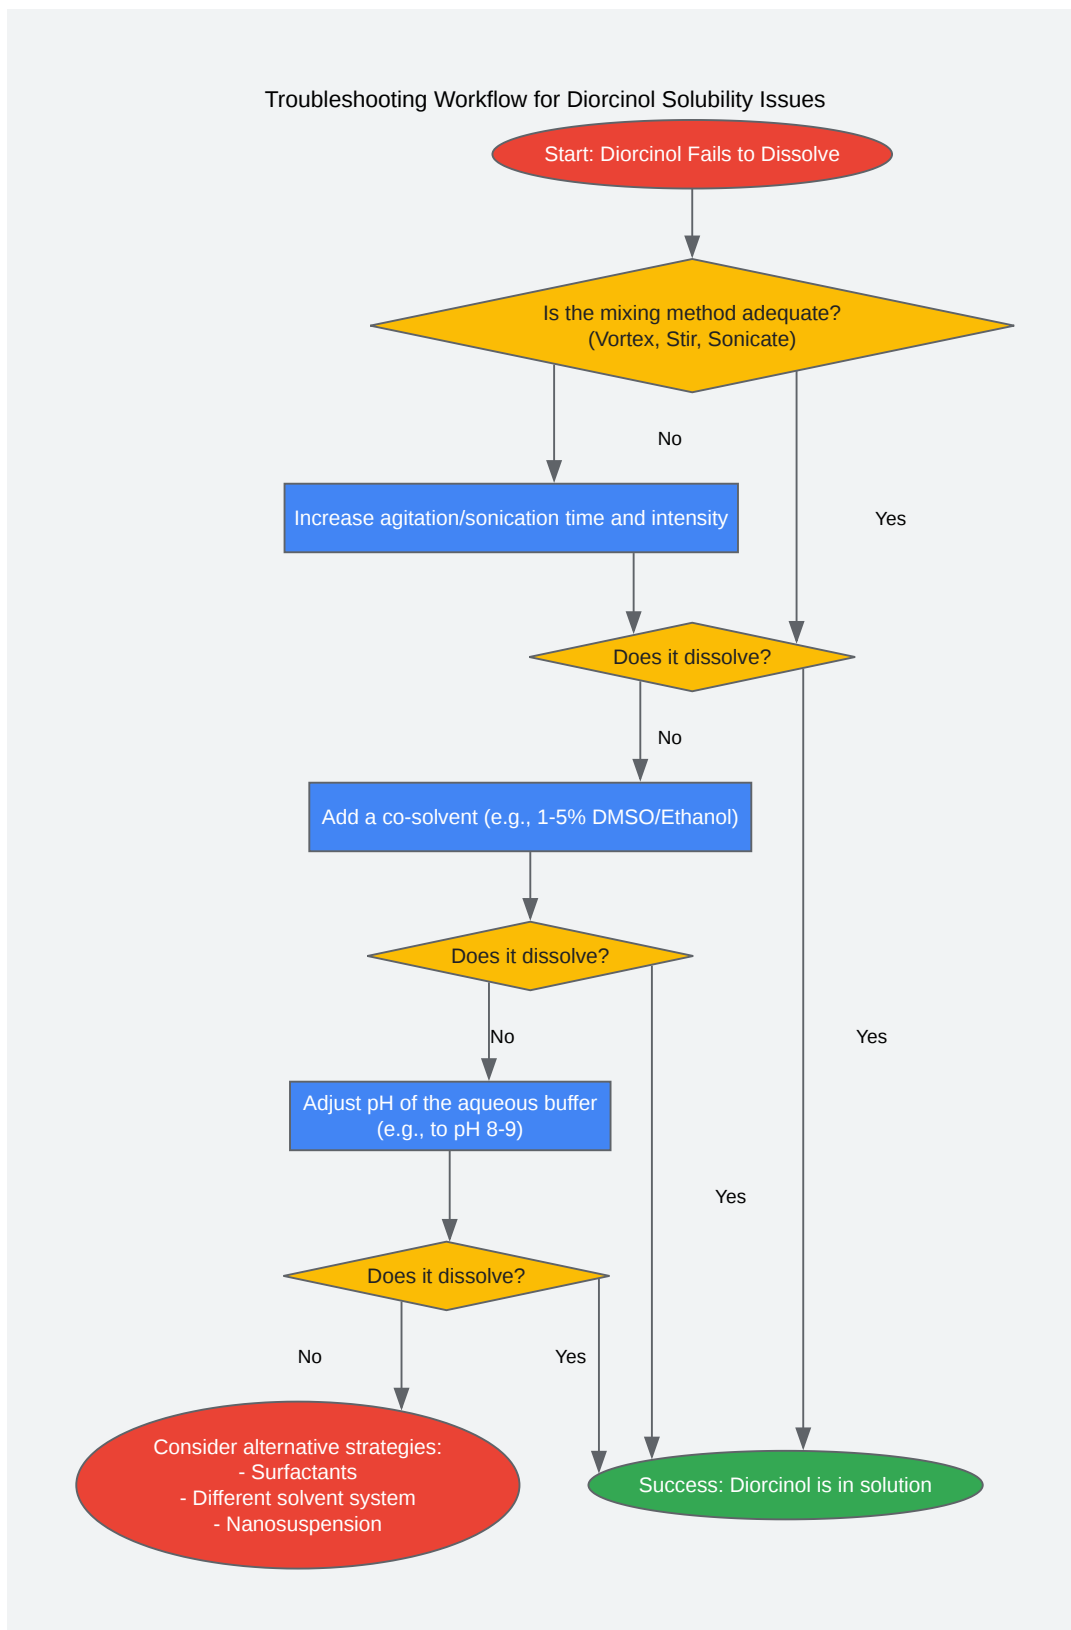 Troubleshooting Workflow for Diorcinol Solubility Issues
Start: Diorcinol Fails to Dissolve
Is the mixing method adequate?
(Vortex, Stir, Sonicate)
No
Increase agitation/sonication time and intensity
Yes
Does it dissolve?
No
Add a co-solvent (e.g., 1-5% DMSO/Ethanol)
Does it dissolve?
No
Yes
Adjust pH of the aqueous buffer
(e.g., to pH 8-9)
Yes
Does it dissolve?
No
Yes
Consider alternative strategies:
- Surfactants
- Different solvent system
- Nanosuspension
Success: Diorcinol is in solution